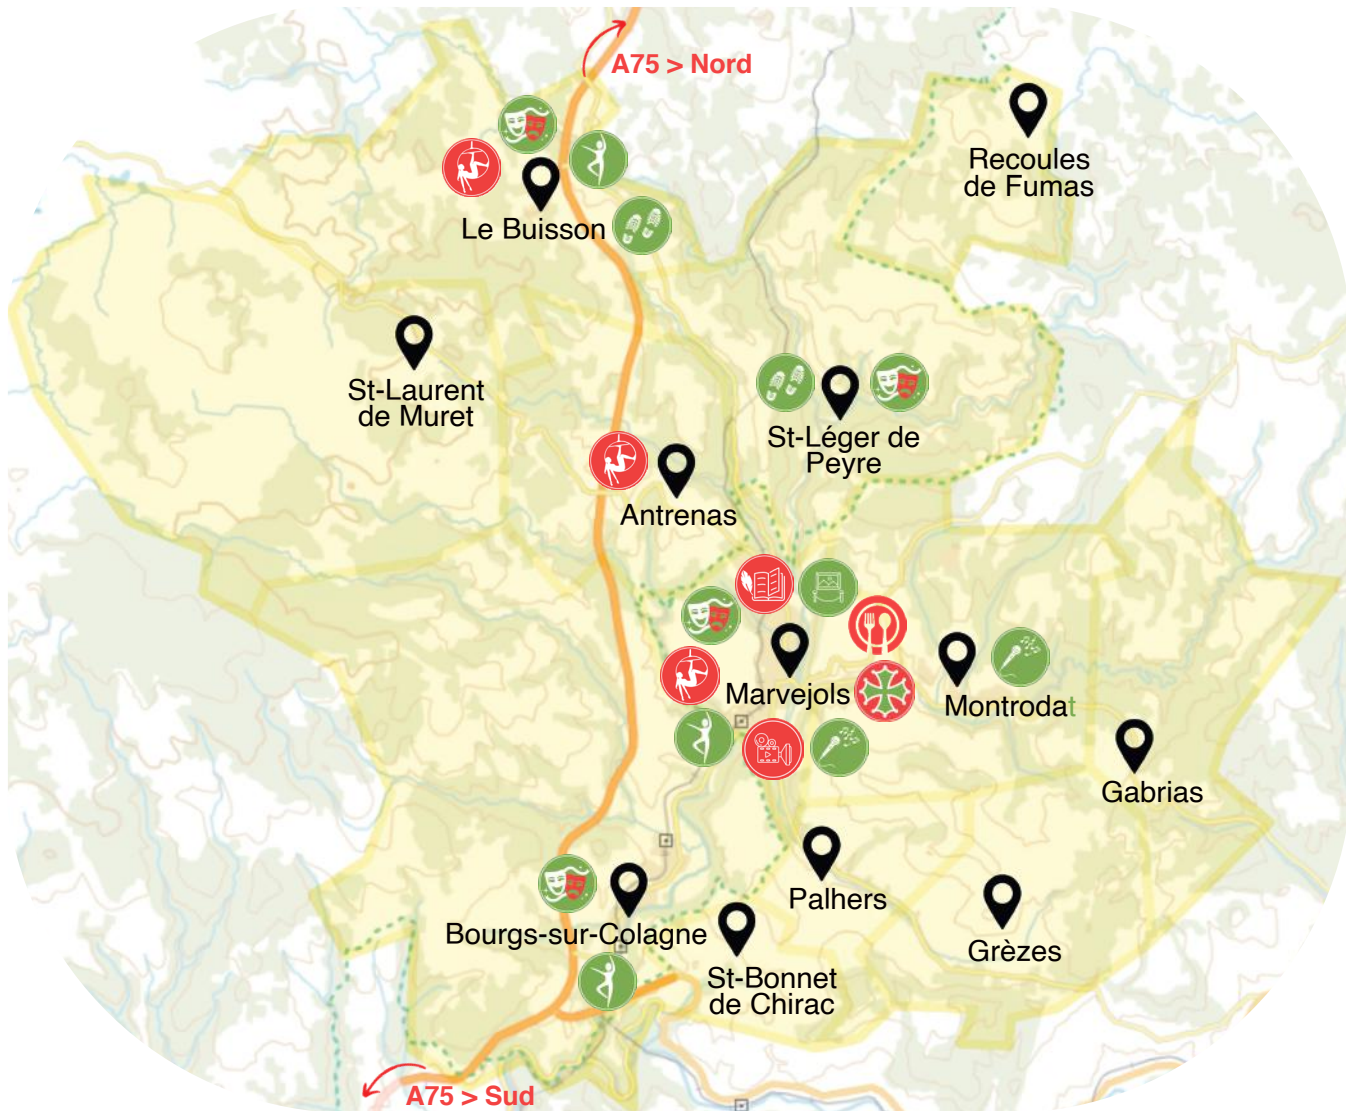 A75 > Nord
Recoules
de Fumas
Le Buisson
St-Laurent
de Muret
St-Léger de
Peyre
Antrenas
Marvejols
Montrodat
Gabrias
Palhers
Bourgs-sur-Colagne
Grèzes
St-Bonnet
de Chirac
A75 > Sud